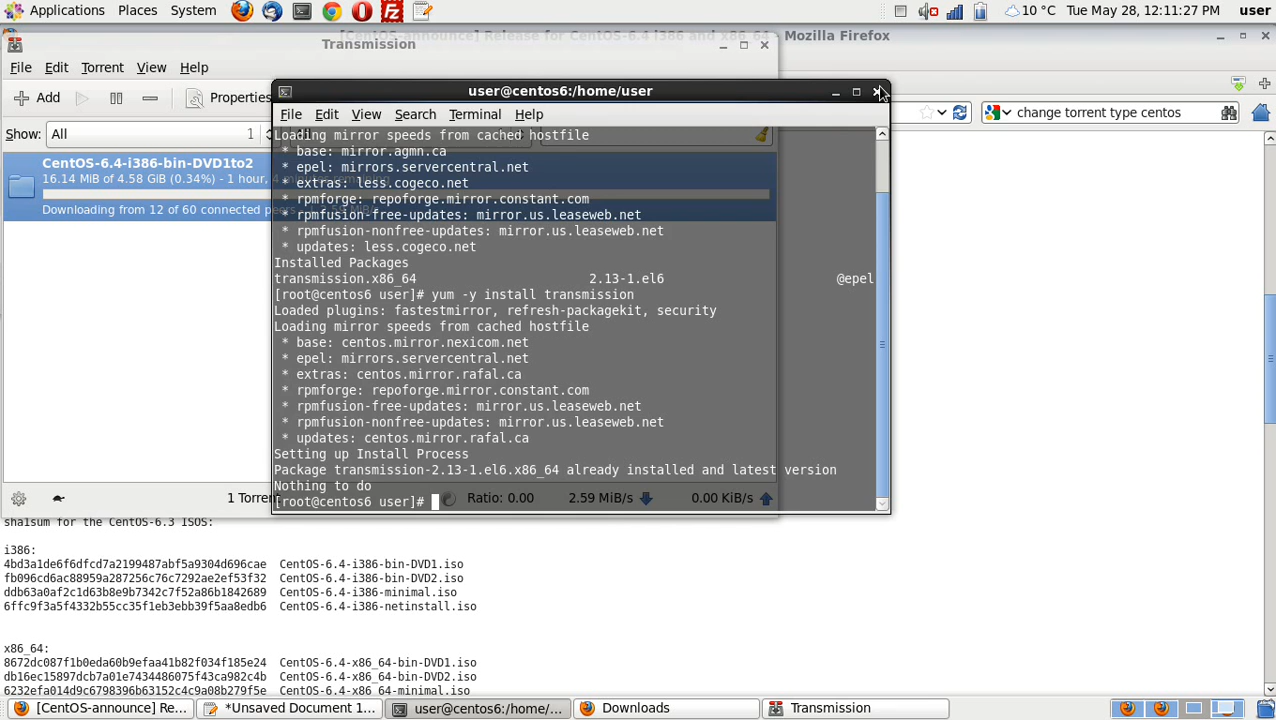 Applications Places System 10 °C Tue May 28, 12:11:27 user
[CentOS-announce] Release for CentOS-6.4 i386 and x86_64 Mozilla Firefox
Transmission
File Edit Torrent View Help
Add Properties
change torrent type centos
Show: All 1
CentOS-6.4-i386-bin-DVD1to2
16.14 MiB of 4.58 GiB (0.34%) - 1 hour, 4 minutes remaining
Downloading from 12 of 60 connected peers
user@centos6:/home/user
File Edit View Search Terminal Help
Loading mirror speeds from cached hostfile
* base: mirror.agmn.ca
* epel: mirrors.servercentral.net
* extras: less.cogeco.net
* rpmforge: repoforge.mirror.constant.com
* rpmfusion-free-updates: mirror.us.leaseweb.net
* rpmfusion-nonfree-updates: mirror.us.leaseweb.net
* updates: less.cogeco.net
Installed Packages
transmission.x86_64 2.13-1.el6 @epel
[root@centos6 user]# yum -y install transmission
Loaded plugins: fastestmirror, refresh-packagekit, security
Loading mirror speeds from cached hostfile
* base: centos.mirror.nexicom.net
* epel: mirrors.servercentral.net
* extras: centos.mirror.rafal.ca
* rpmforge: repoforge.mirror.constant.com
* rpmfusion-free-updates: mirror.us.leaseweb.net
* rpmfusion-nonfree-updates: mirror.us.leaseweb.net
* updates: centos.mirror.rafal.ca
Setting up Install Process
Package transmission-2.13-1.el6.x86_64 already installed and latest version
Nothing to do
[root@centos6 user]#
1 Torrent Ratio: 0.00 2.59 MiB/s 0.00 KiB/s
sha1sum for the CentOS-6.3 ISOS:
i386:
4bd3a1de6f6dfcd7a2199487abf5a9304d696cae CentOS-6.4-i386-bin-DVD1.iso
fb096cd6ac88959a287256c76c7292ae2ef53f32 CentOS-6.4-i386-bin-DVD2.iso
ddb63a0af2c1d63b8e9b7342c7f52a86b1842689 CentOS-6.4-i386-minimal.iso
6ffc9f3a5f4332b55cc35f1eb3ebb39f5aa8edb6 CentOS-6.4-i386-netinstall.iso
x86_64:
8672dc087f1b0eda60b9efaa41b82f034f185e24 CentOS-6.4-x86_64-bin-DVD1.iso
db16ec15897dcb7a01e7434486075f43ca982c4b CentOS-6.4-x86_64-bin-DVD2.iso
6232efa014d9c6798396b63152c4c9a08b279f5e CentOS-6.4-x86_64-minimal.iso
[CentOS-announce] Re... *Unsaved Document 1... user@centos6:/home/... Downloads Transmission